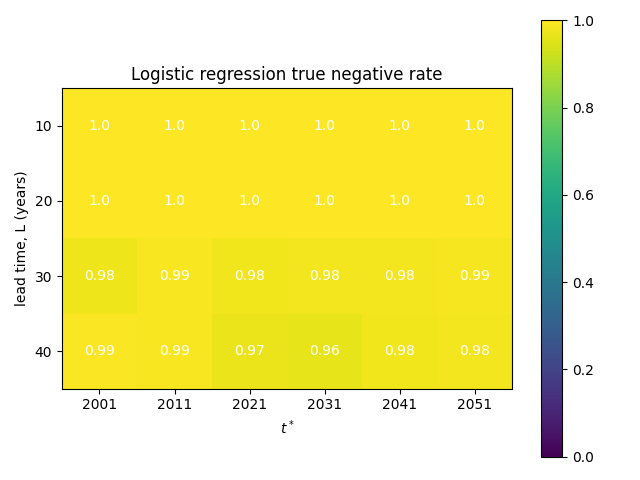 Logistic regression true negative rate
1.0
0.8
0.6
0.4
0.2
0.0
lead time, L (years)
10 1.0 1.0 1.0 1.0 1.0 1.0
20 1.0 1.0 1.0 1.0 1.0 1.0
30 0.98 0.99 0.98 0.98 0.98 0.99
40 0.99 0.99 0.97 0.96 0.98 0.98
2001 2011 2021 2031 2041 2051
t*